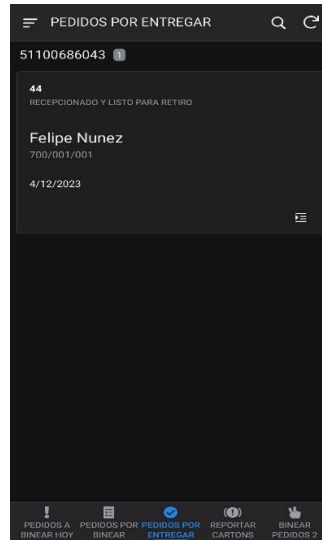 PEDIDOS POR ENTREGAR
51100686043 1
44
RECEPCIONADO Y LISTO PARA RETIRO
Felipe Nunez
700/001/001
4/12/2023
PEDIDOS A BINEAR HOY
PEDIDOS POR BINEAR
PEDIDOS POR ENTREGAR
REPORTAR CARTONS
BINEAR PEDIDOS 2